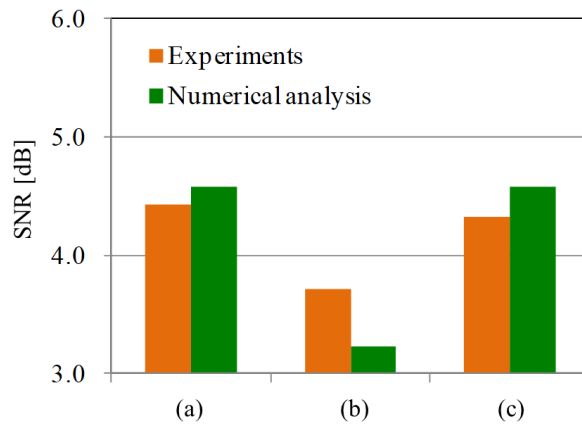 6.0
Experiments
Numerical analysis
5.0
SNR [dB]
4.0
3.0
(a) (b) (c)